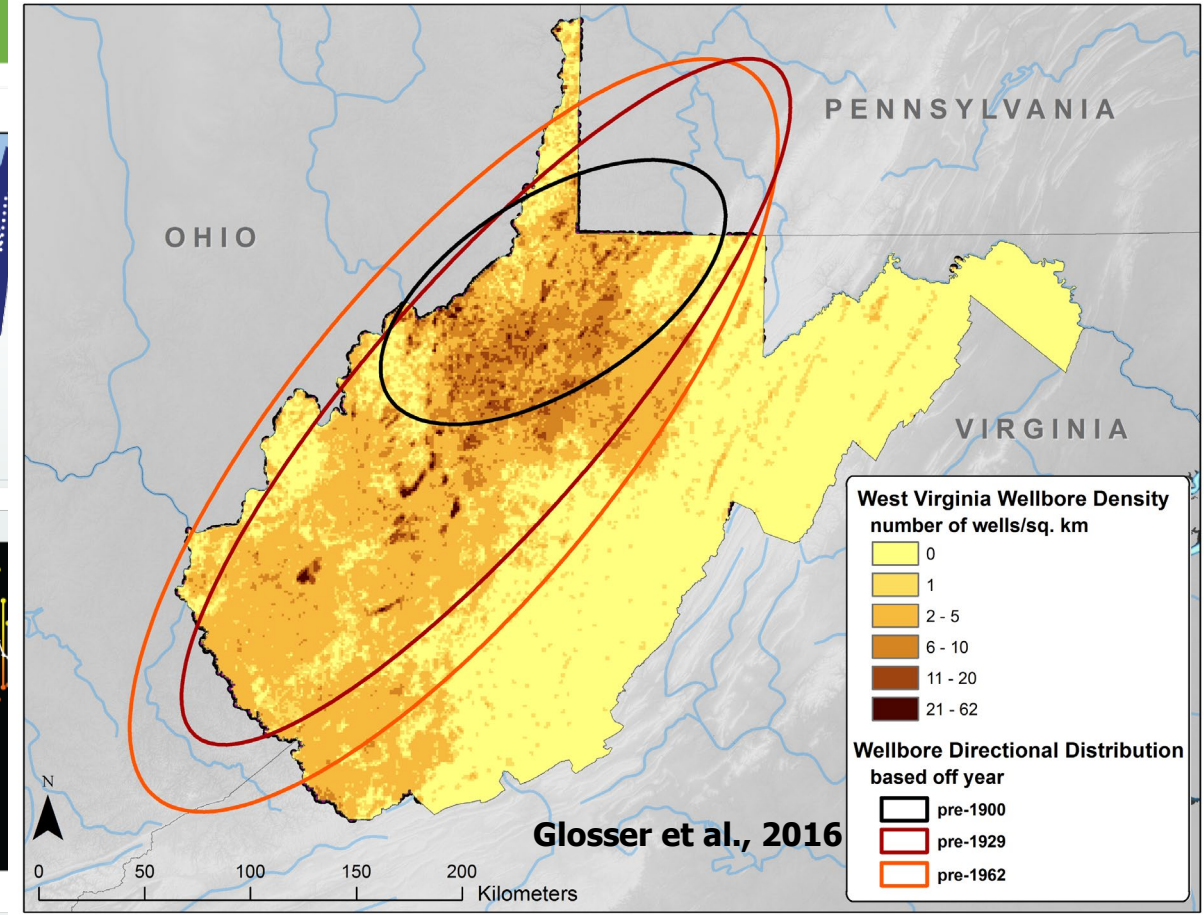 PENNSYLVANIA
OHIO
VIRGINIA
West Virginia Wellbore Density
number of wells/sq. km
0
1
2 - 5
6 - 10
11 - 20
21 - 62
Wellbore Directional Distribution
based off year
pre-1900
pre-1929
pre-1962
N
Glosser et al., 2016
0 50 100 150 200
Kilometers